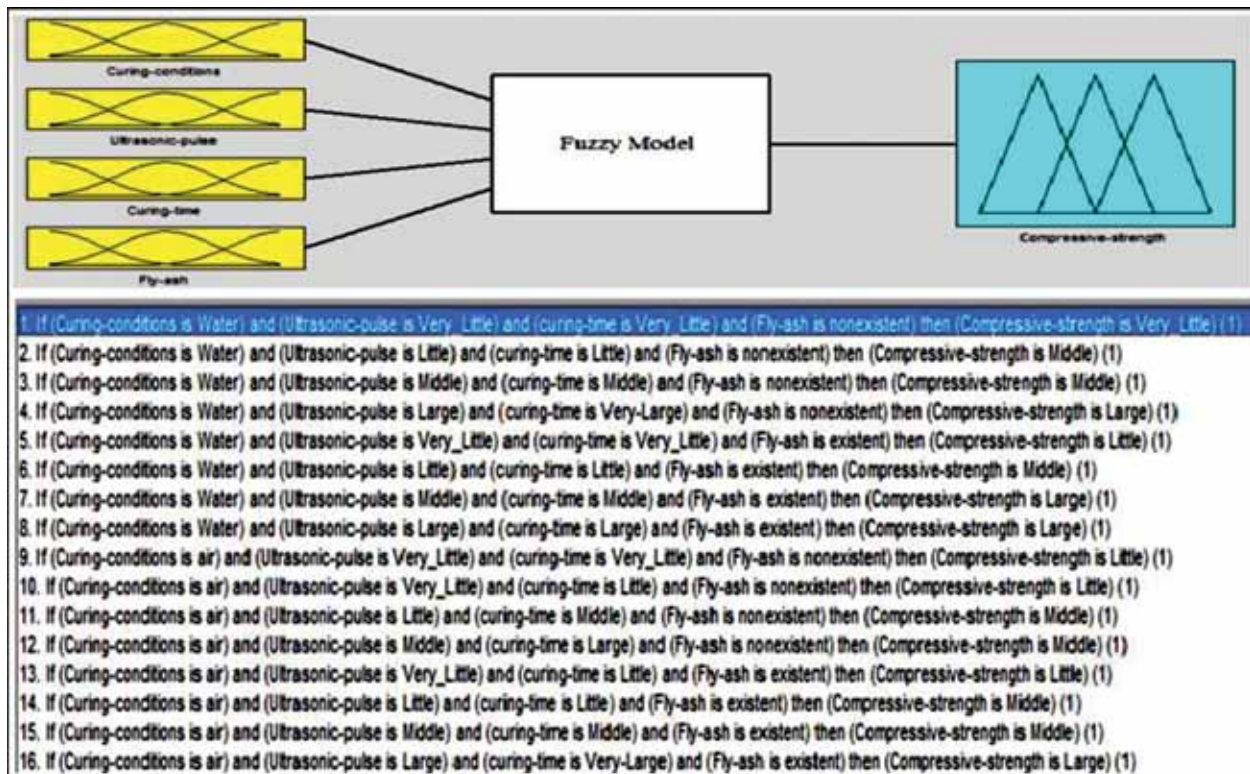 Curing-conditions
Ultrasonic-pulse
Curing-time
Fly-ash
Fuzzy Model
Compressive-strength
1. If (Curing-conditions is Water) and (Ultrasonic-pulse is Very_Little) and (curing-time is Very_Little) and (Fly-ash is nonexistent) then (Compressive-strength is Very_Little) (1)
2. If (Curing-conditions is Water) and (Ultrasonic-pulse is Little) and (curing-time is Little) and (Fly-ash is nonexistent) then (Compressive-strength is Middle) (1)
3. If (Curing-conditions is Water) and (Ultrasonic-pulse is Middle) and (curing-time is Middle) and (Fly-ash is nonexistent) then (Compressive-strength is Middle) (1)
4. If (Curing-conditions is Water) and (Ultrasonic-pulse is Large) and (curing-time is Very-Large) and (Fly-ash is nonexistent) then (Compressive-strength is Large) (1)
5. If (Curing-conditions is Water) and (Ultrasonic-pulse is Very_Little) and (curing-time is Very_Little) and (Fly-ash is existent) then (Compressive-strength is Little) (1)
6. If (Curing-conditions is Water) and (Ultrasonic-pulse is Little) and (curing-time is Little) and (Fly-ash is existent) then (Compressive-strength is Middle) (1)
7. If (Curing-conditions is Water) and (Ultrasonic-pulse is Middle) and (curing-time is Middle) and (Fly-ash is existent) then (Compressive-strength is Large) (1)
8. If (Curing-conditions is Water) and (Ultrasonic-pulse is Large) and (curing-time is Large) and (Fly-ash is existent) then (Compressive-strength is Large) (1)
9. If (Curing-conditions is air) and (Ultrasonic-pulse is Very_Little) and (curing-time is Very_Little) and (Fly-ash is nonexistent) then (Compressive-strength is Little) (1)
10. If (Curing-conditions is air) and (Ultrasonic-pulse is Very_Little) and (curing-time is Little) and (Fly-ash is nonexistent) then (Compressive-strength is Little) (1)
11. If (Curing-conditions is air) and (Ultrasonic-pulse is Little) and (curing-time is Middle) and (Fly-ash is nonexistent) then (Compressive-strength is Middle) (1)
12. If (Curing-conditions is air) and (Ultrasonic-pulse is Middle) and (curing-time is Large) and (Fly-ash is nonexistent) then (Compressive-strength is Middle) (1)
13. If (Curing-conditions is air) and (Ultrasonic-pulse is Very_Little) and (curing-time is Little) and (Fly-ash is existent) then (Compressive-strength is Little) (1)
14. If (Curing-conditions is air) and (Ultrasonic-pulse is Little) and (curing-time is Little) and (Fly-ash is existent) then (Compressive-strength is Middle) (1)
15. If (Curing-conditions is air) and (Ultrasonic-pulse is Middle) and (curing-time is Middle) and (Fly-ash is existent) then (Compressive-strength is Middle) (1)
16. If (Curing-conditions is air) and (Ultrasonic-pulse is Large) and (curing-time is Very-Large) and (Fly-ash is existent) then (Compressive-strength is Large) (1)